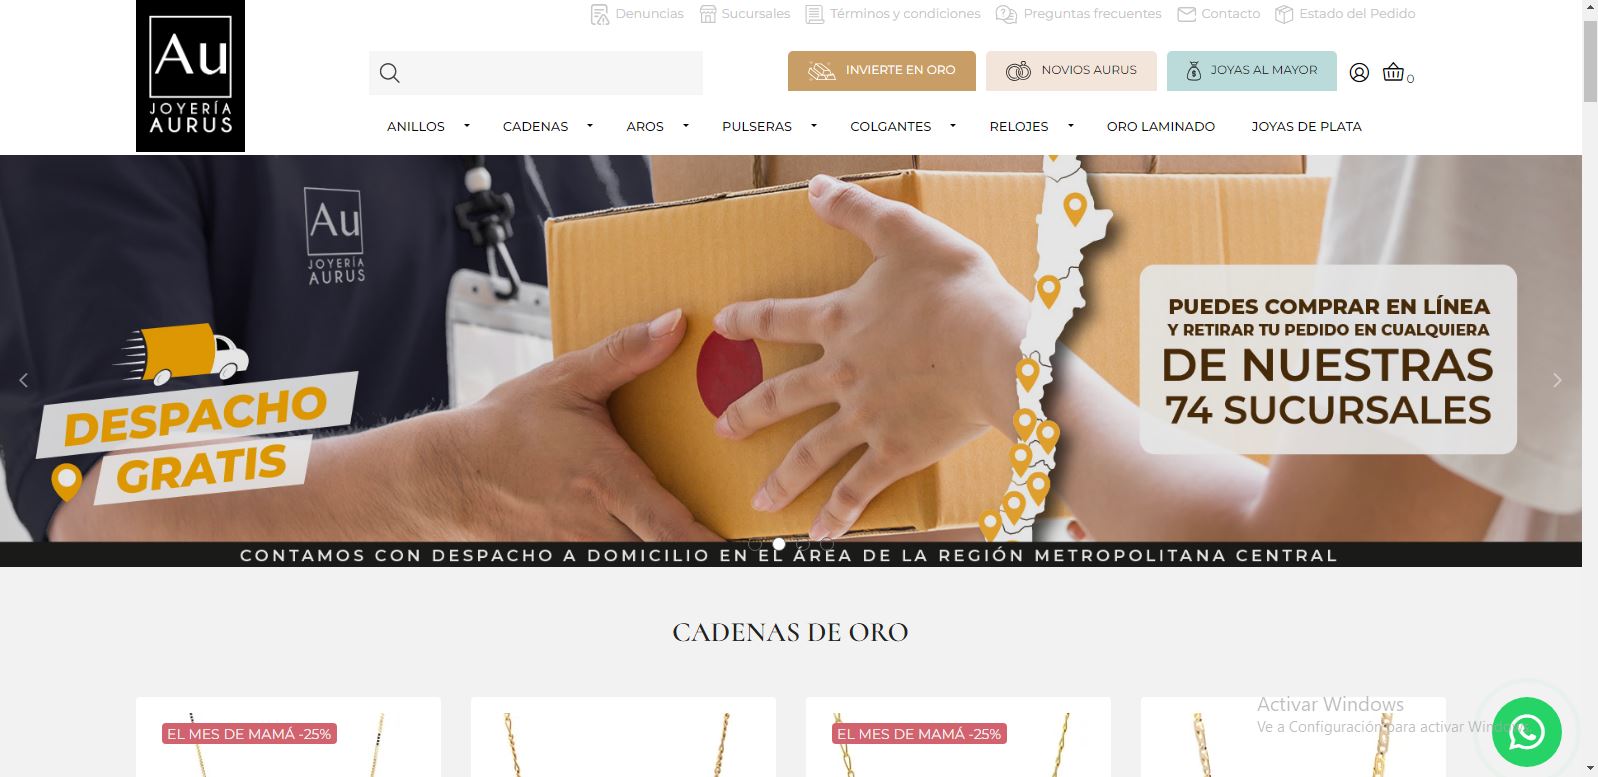 Denuncias
Sucursales
Términos y condiciones
Preguntas frecuentes
Contacto
Estado del Pedido
Au
JOYERÍA
AURUS
INVIERTE EN ORO
NOVIOS AURUS
JOYAS AL MAYOR
0
ANILLOS
CADENAS
AROS
PULSERAS
COLGANTES
RELOJES
ORO LAMINADO
JOYAS DE PLATA
Au
JOYERÍA
AURUS
DESPACHO
GRATIS
PUEDES COMPRAR EN LÍNEA
Y RETIRAR TU PEDIDO EN CUALQUIERA
DE NUESTRAS
74 SUCURSALES
CONTAMOS CON DESPACHO A DOMICILIO EN EL ÁREA DE LA REGIÓN METROPOLITANA CENTRAL
CADENAS DE ORO
EL MES DE MAMÁ -25%
EL MES DE MAMÁ -25%
Activar Windows
Ve a Configuración para activar Windows.